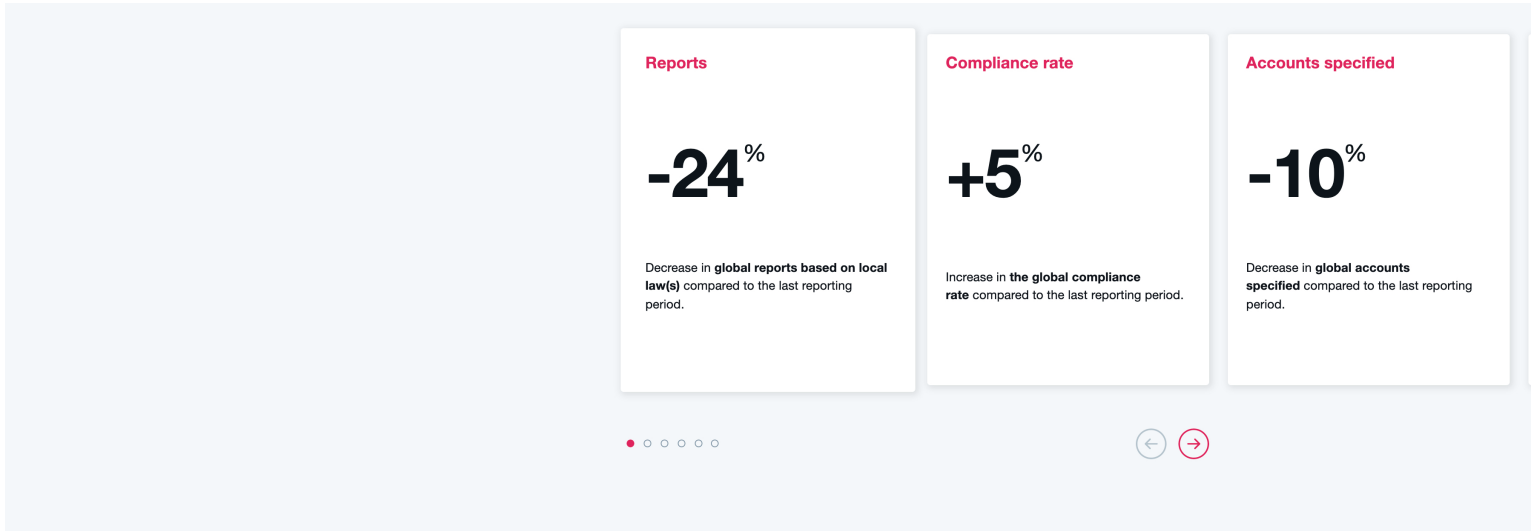 Reports
-24%
Decrease in global reports based on local
law(s) compared to the last reporting
period.
Compliance rate
+5%
Increase in the global compliance
rate compared to the last reporting period.
Accounts specified
-10%
Decrease in global accounts
specified compared to the last reporting
period.